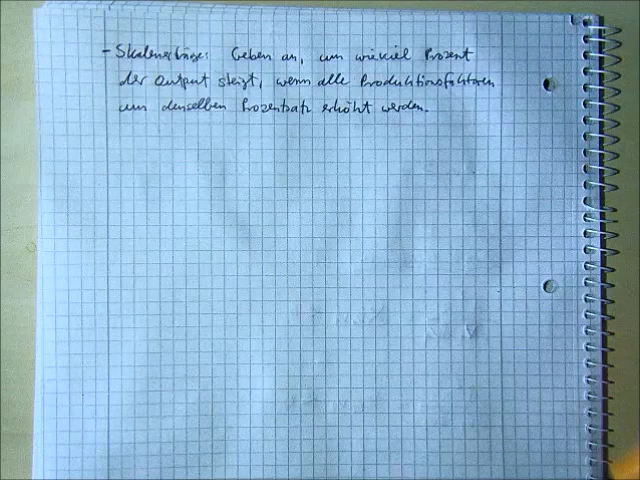 - Skalenerträge: Geben an, um wieviel Prozent
der Output steigt, wenn alle Produktionsfaktoren
um denselben Prozentsatz erhöht werden.